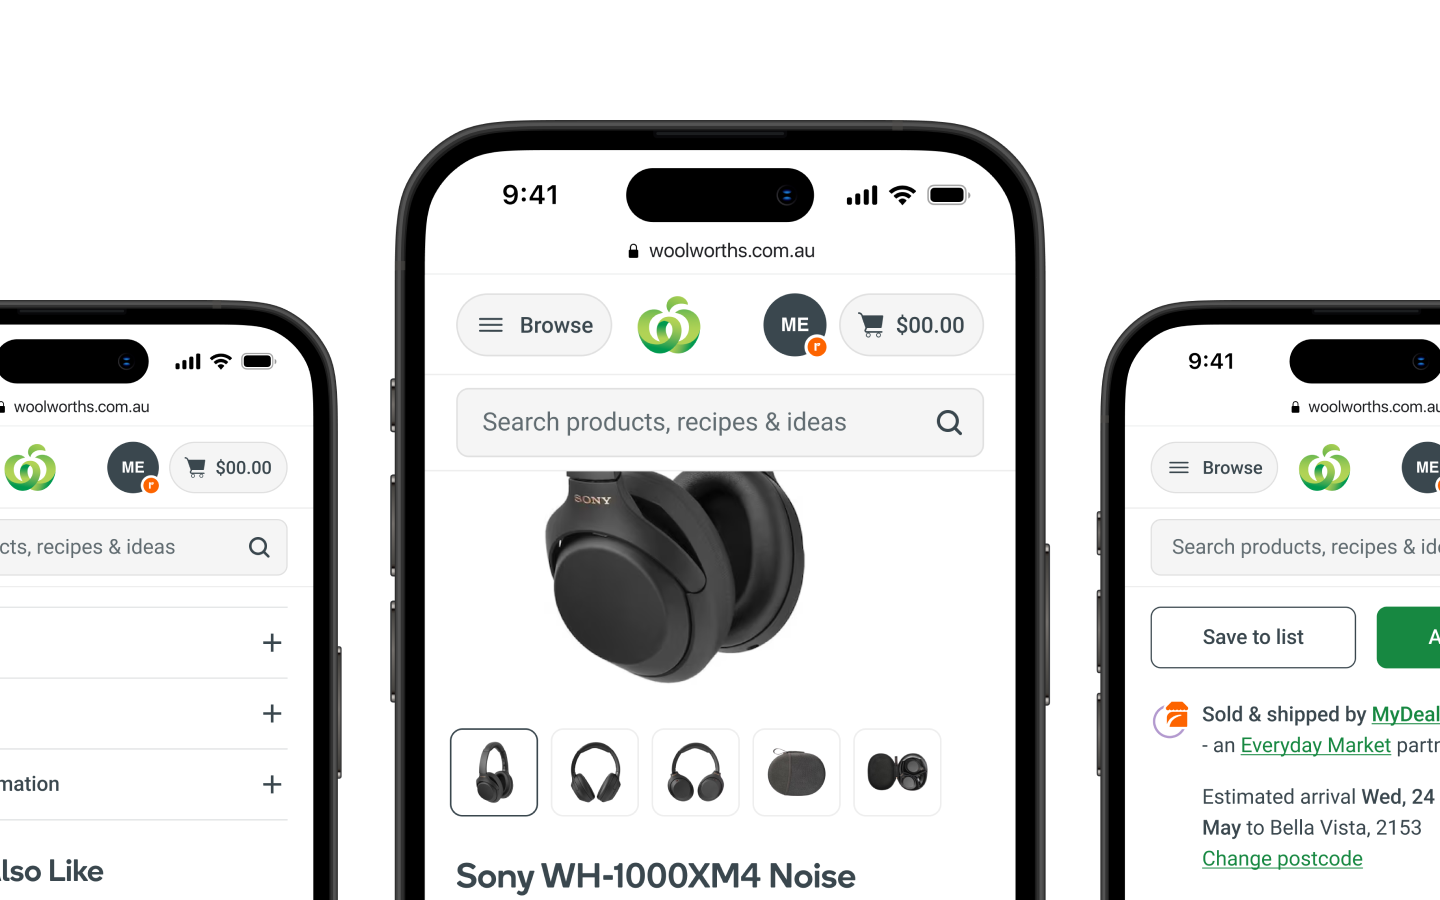 woolworths.com.au
ME
r
$00.00
cts, recipes & ideas
mation
lso Like
9:41
woolworths.com.au
Browse
ME
r
$00.00
Search products, recipes & ideas
SONY
Sony WH-1000XM4 Noise
9:41
woolworths.com.au
Browse
ME
Search products, recipes & ide
Save to list
A
Sold & shipped by MyDeal
- an Everyday Market partn
Estimated arrival Wed, 24
May to Bella Vista, 2153
Change postcode